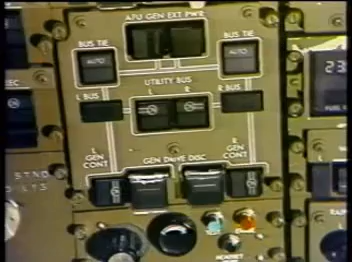 APU GEN EXT PWR
BUS TIE BUS TIE
AUTO AUTO
UTILITY BUS
L BUS L R R BUS
L GEN CONT
GEN DRIVE DISC
R GEN CONT